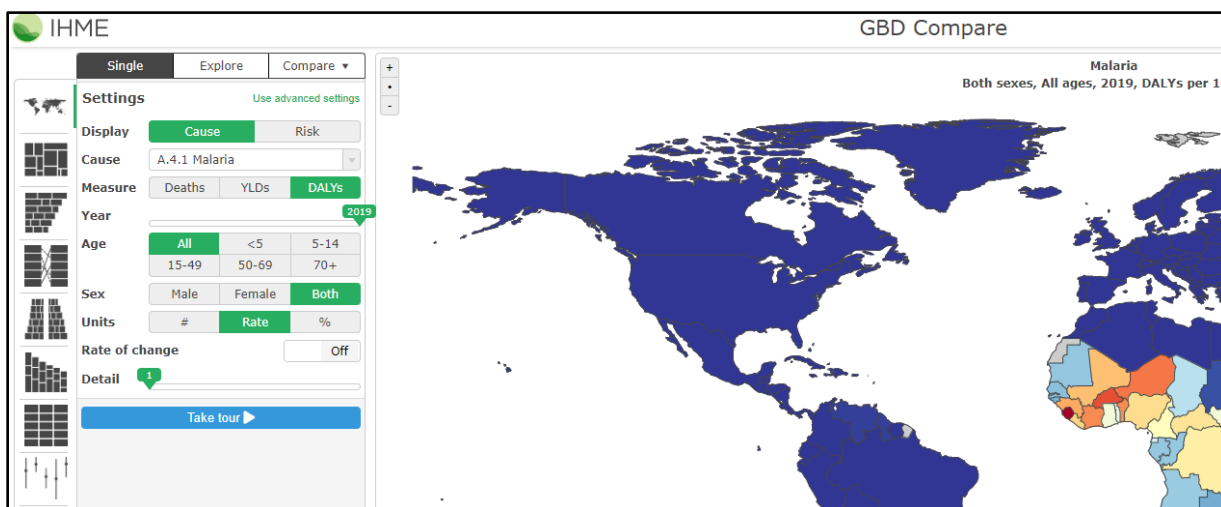 IHME
GBD Compare
Single Explore Compare ▾
Settings Use advanced settings
Display Cause Risk
Cause A.4.1 Malaria
Measure Deaths YLDs DALYs
Year 2019
Age All <5 5-14
15-49 50-69 70+
Sex Male Female Both
Units # Rate %
Rate of change Off
Detail 1
Take tour
+
•
-
Malaria
Both sexes, All ages, 2019, DALYs per 1